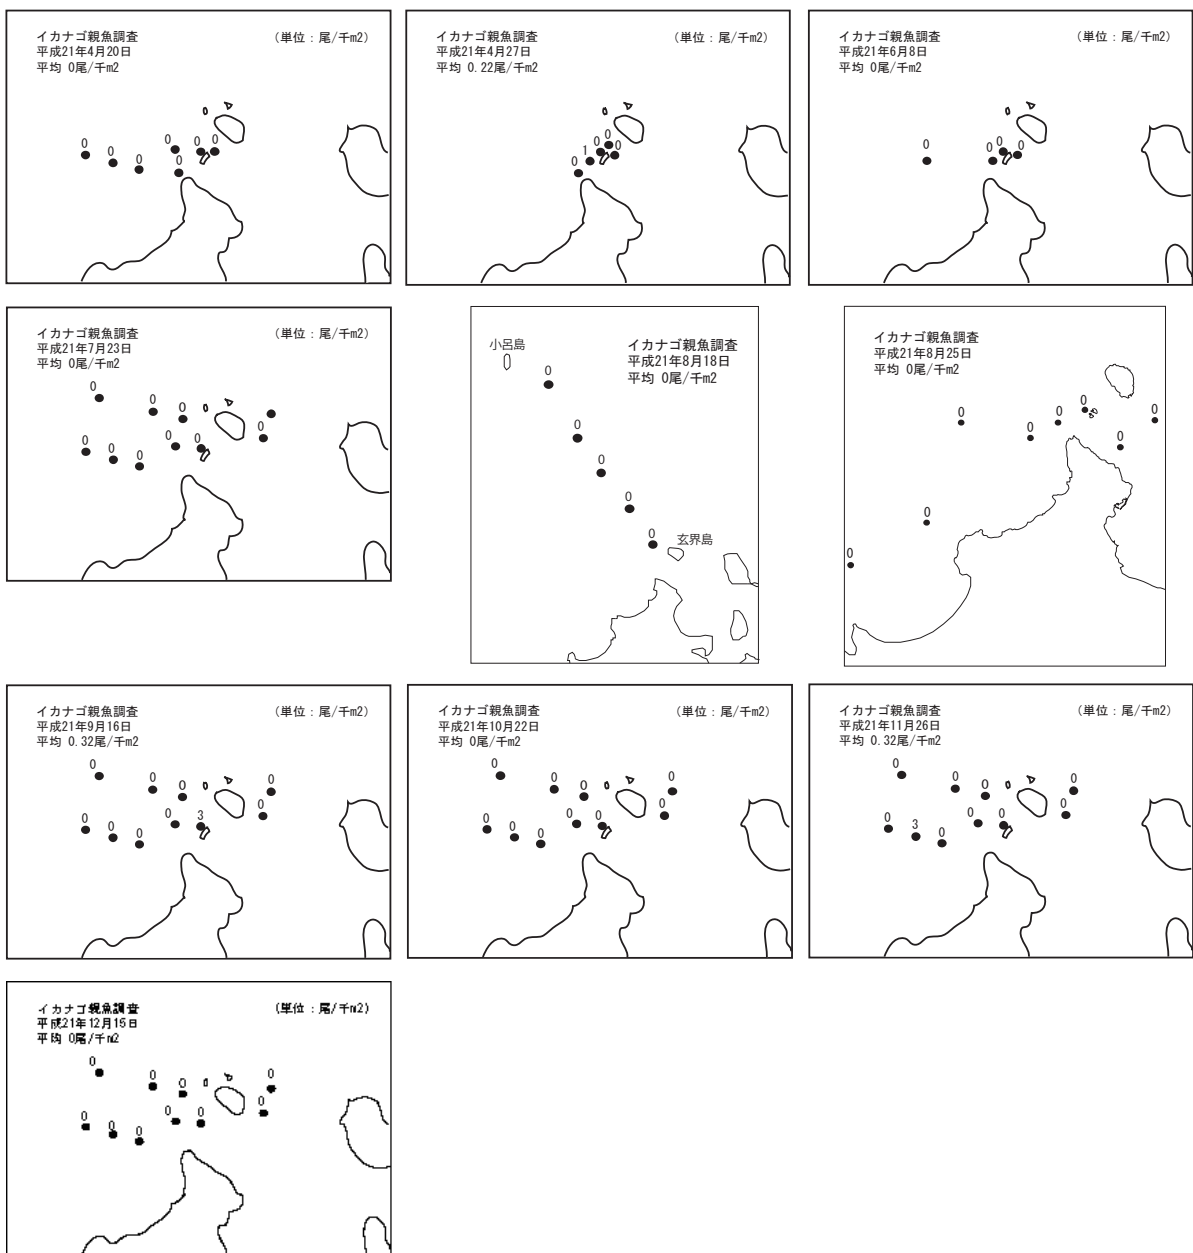 イカナゴ親魚調査 （単位：尾/千m2）
平成21年4月20日
平均 0尾/千m2
0 0 0 0 0 0 0
イカナゴ親魚調査 （単位：尾/千m2）
平成21年4月27日
平均 0.22尾/千m2
0 1 0 0 0
イカナゴ親魚調査 （単位：尾/千m2）
平成21年6月8日
平均 0尾/千m2
0 0 0 0
イカナゴ親魚調査 （単位：尾/千m2）
平成21年7月23日
平均 0尾/千m2
0 0 0
0 0 0 0 0 0
小呂島
イカナゴ親魚調査
平成21年8月18日
平均 0尾/千m2
0
0
0
0
0
玄界島
イカナゴ親魚調査
平成21年8月25日
平均 0尾/千m2
0 0 0 0 0
0
0
0
イカナゴ親魚調査 （単位：尾/千m2）
平成21年9月16日
平均 0.32尾/千m2
0 0 0 0
0 0 0 0 3 0
イカナゴ親魚調査 （単位：尾/千m2）
平成21年10月22日
平均 0尾/千m2
0 0 0 0
0 0 0 0 0 0
イカナゴ親魚調査 （単位：尾/千m2）
平成21年11月26日
平均 0.32尾/千m2
0 0 0 0
0 3 0 0 0 0
イカナゴ親魚調査 （単位：尾/千m2）
平成21年12月15日
平均 0尾/千m2
0 0 0 0
0 0 0 0 0 0